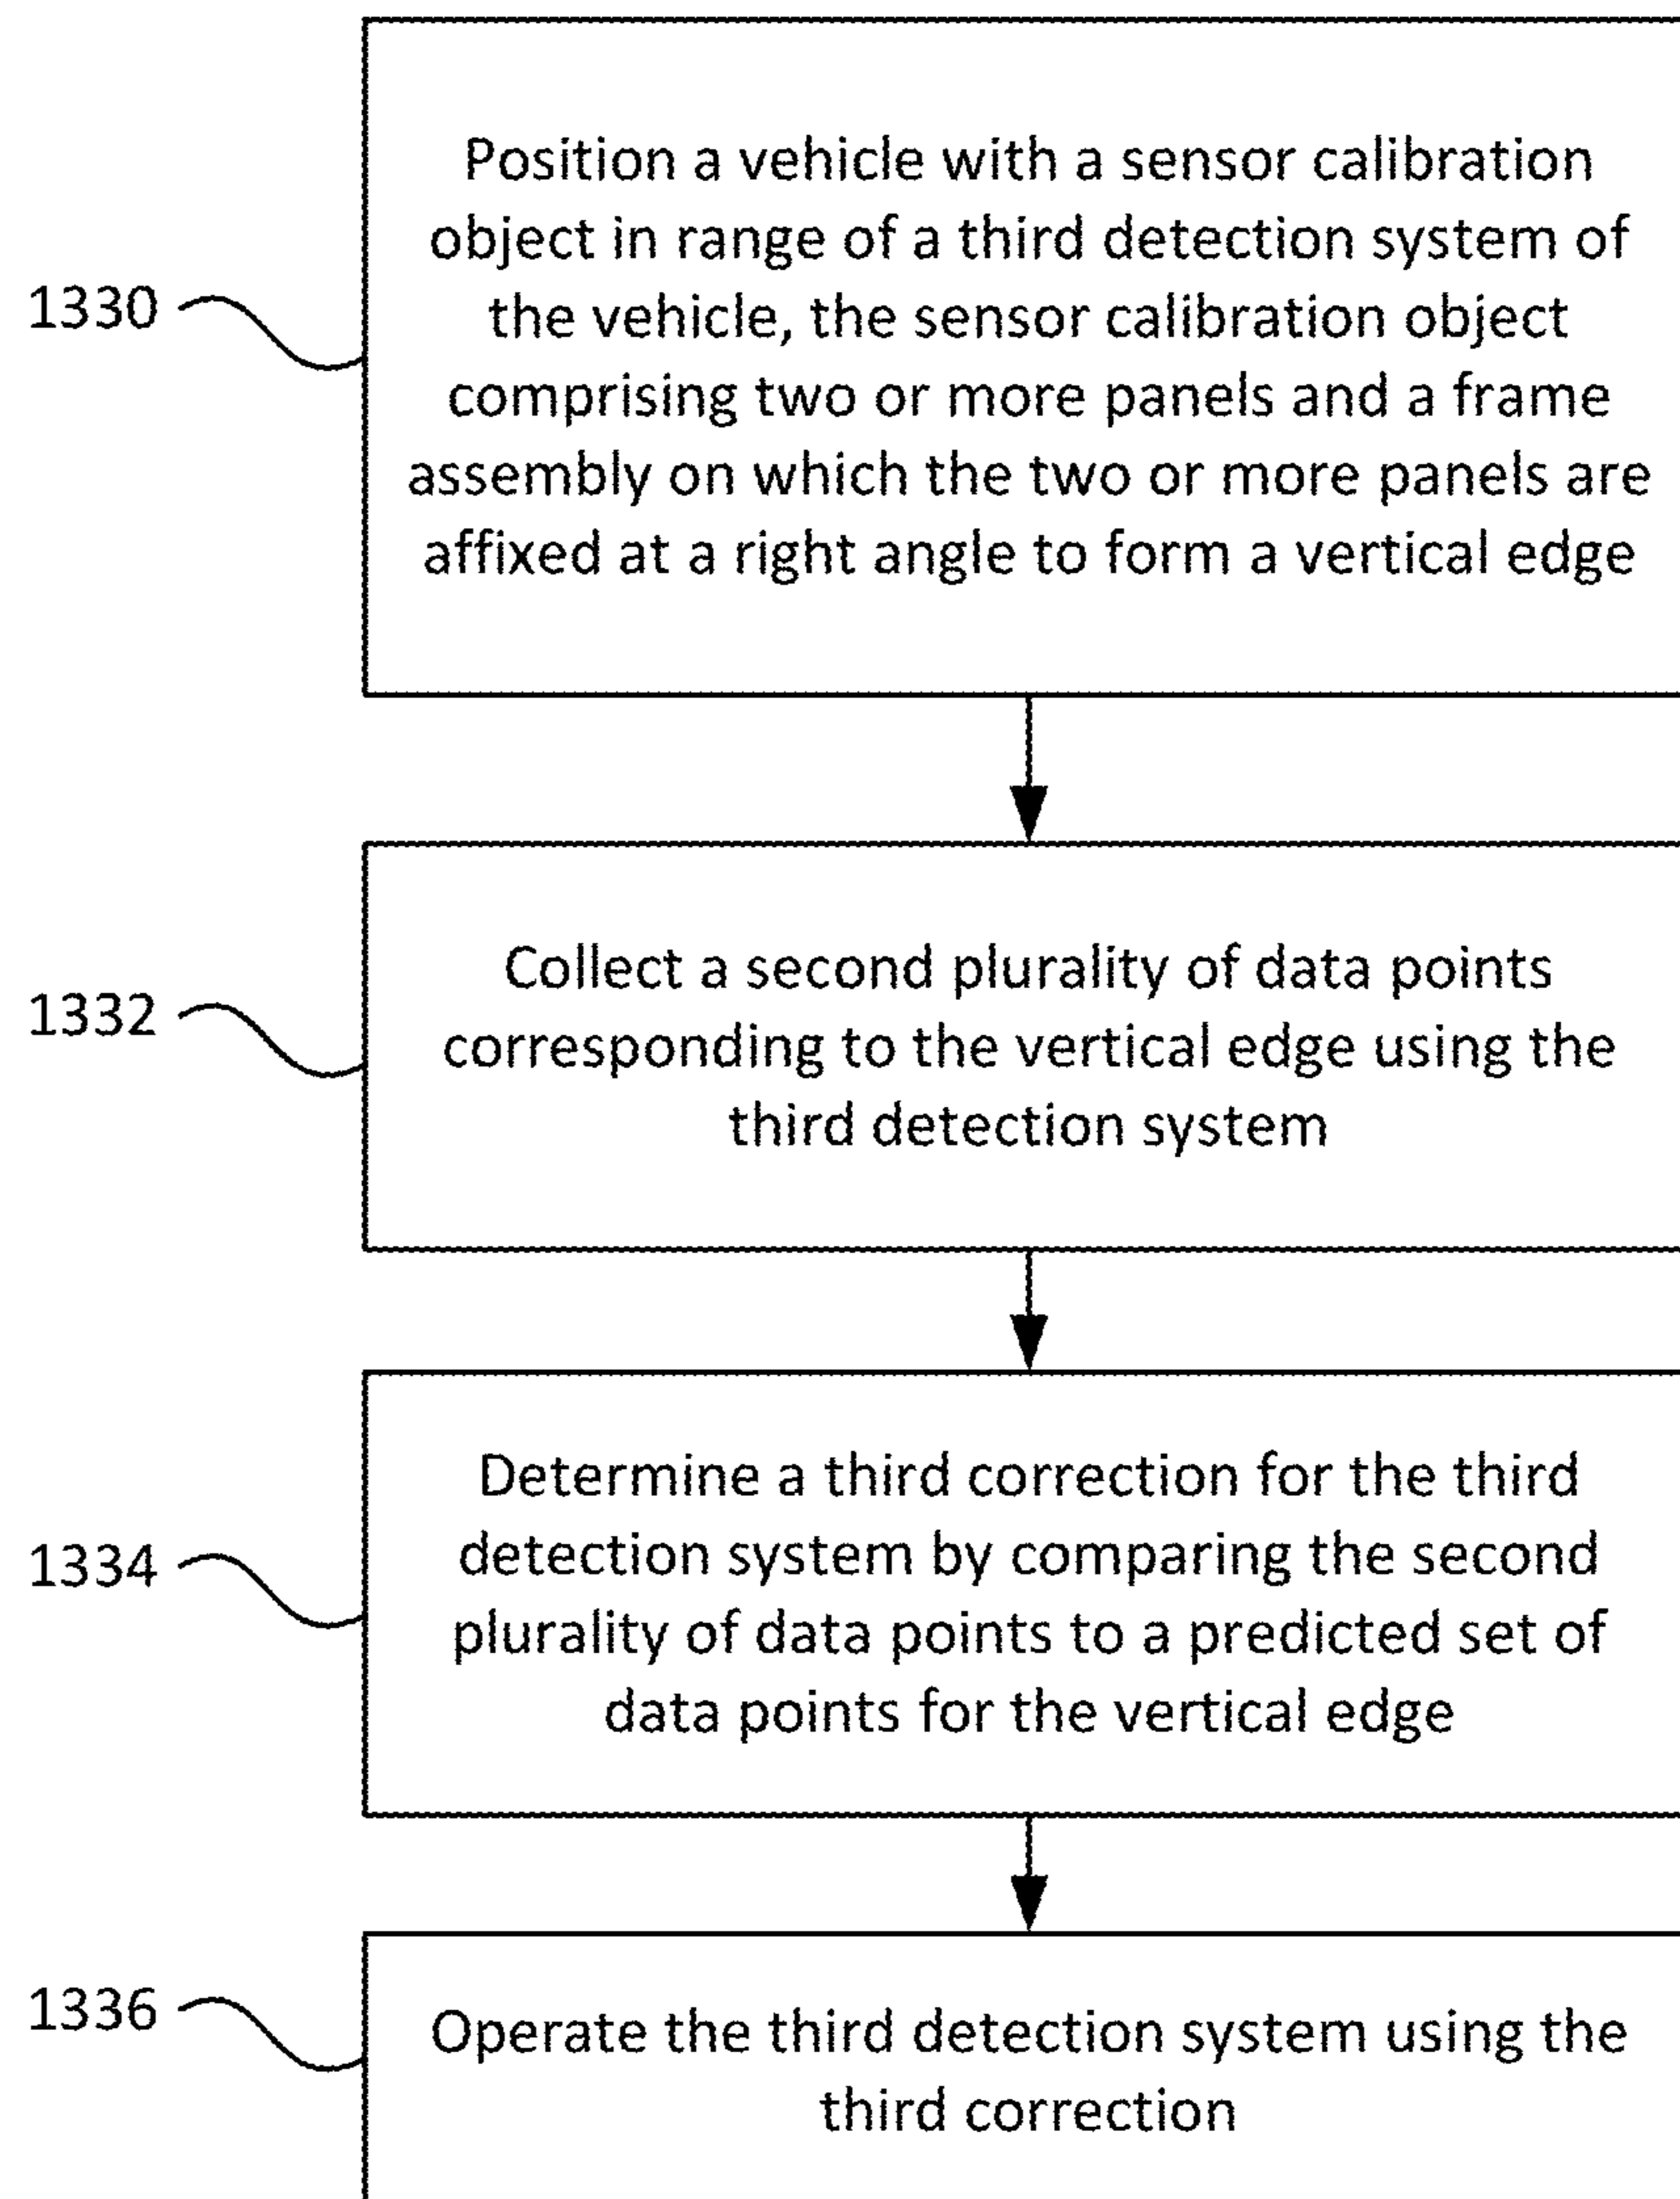 Position a vehicle with a sensor calibration
object in range of a third detection system of
1330
the vehicle, the sensor calibration object
comprising two or more panels and a frame
assembly on which the two or more panels are
affixed at a right angle to form a vertical edge
Collect a second plurality of data points
1332
corresponding to the vertical edge using the
third detection system
Determine a third correction for the third
1334
detection system by comparing the second
plurality of data points to a predicted set of
data points for the vertical edge
1336
Operate the third detection system using the
third correction